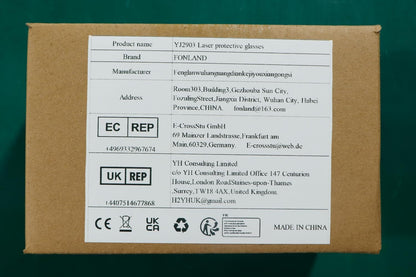 Product name YJ2903 Laser protective glasses
Brand FONLAND
Manufacturer Fenglanwulianguangdiankejiyouxiangongsi
Address Room303,Building3,Gezhouba Sun City,
YuzulingStreet,Jiangxia District, Wuhan City, Hubei
Province,CHINA. fonland@163.com
EC REP
+4969332967674
E-CrossStu GmbH
69 Mainzer Landstrasse,Frankfurt am
Main,60329,Germany. E-crossstu@web.de
UK REP
+4407514677868
YH Consulting Limited
c/o YH Consulting Limited Office 147 Centurion
House,London RoadStaines-upon-Thames
,Surrey,TW18 4AX,United Kingdom.
H2YHUK@gmail.com
CE UK CA MADE IN CHINA